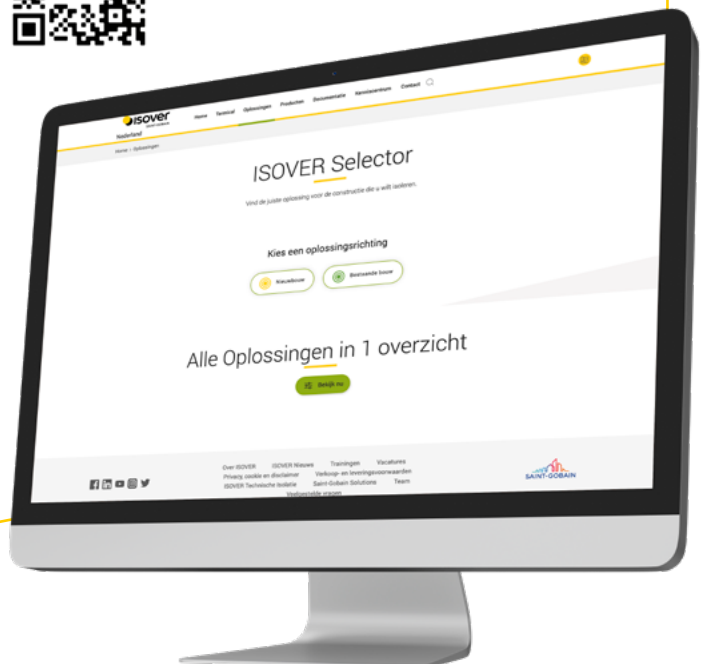 isover
SAINT-GOBAIN
Nederland
Home Technical Oplossingen Producten Documentatie Kenniscentrum Contact
Home > Oplossingen
ISOVER Selector
Vind de juiste oplossing voor de constructie die u wilt isoleren.
Kies een oplossingsrichting
Nieuwbouw Bestaande bouw
Alle Oplossingen in 1 overzicht
Bekijk nu
Over ISOVER ISOVER Nieuws Trainingen Vacatures
Privacy, cookie en disclaimer Verkoop- en leveringsvoorwaarden
ISOVER Technische Isolatie Saint-Gobain Solutions Team
Veelgestelde vragen
SAINT-GOBAIN